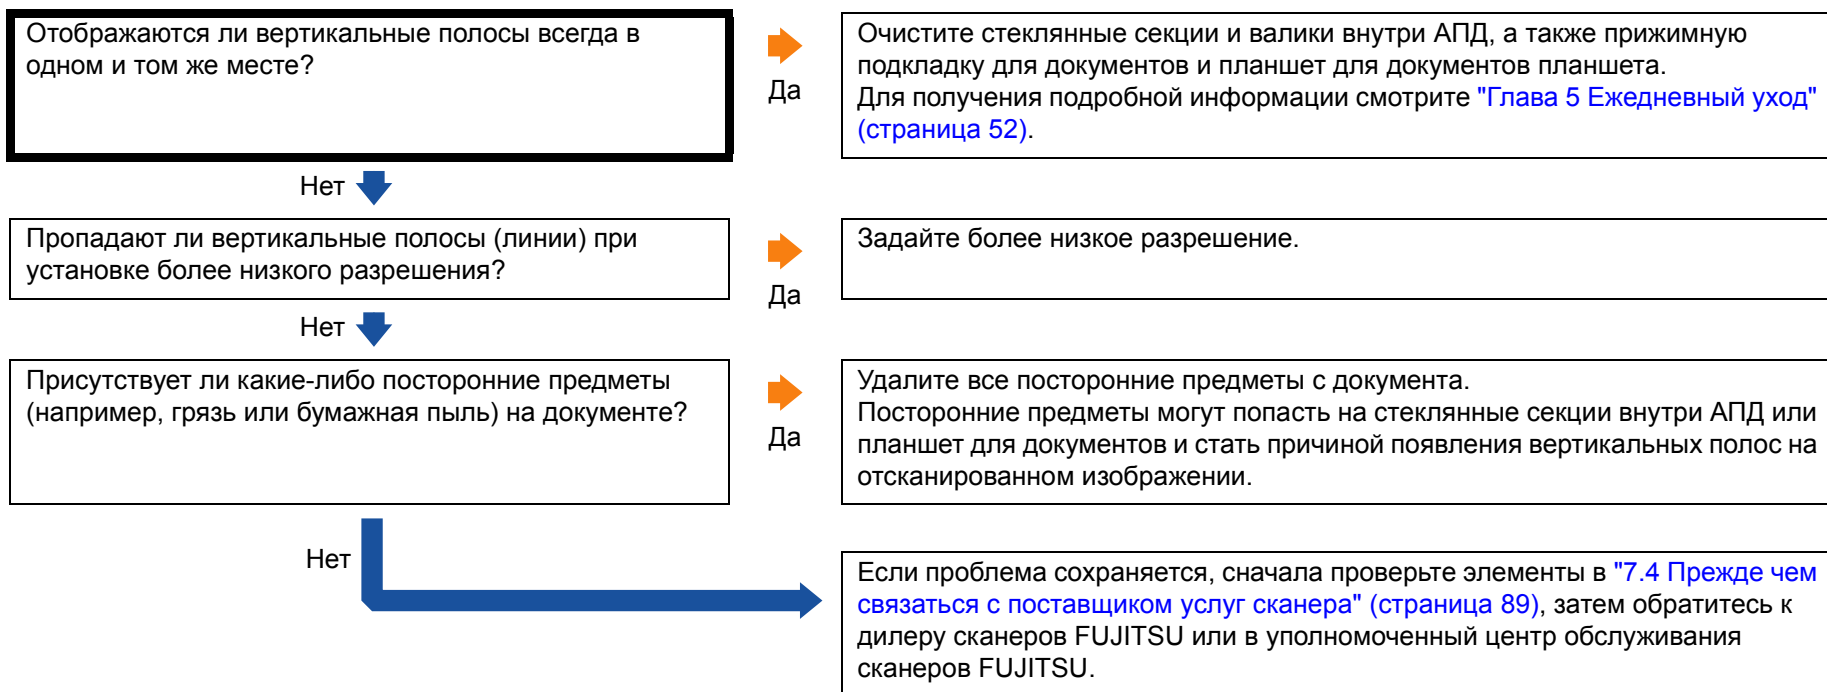 Отображаются ли вертикальные полосы всегда в
одном и том же месте?
Да
Очистите стеклянные секции и валики внутри АПД, а также прижимную
подкладку для документов и планшет для документов планшета.
Для получения подробной информации смотрите "Глава 5 Ежедневный уход"
(страница 52).
Нет
Пропадают ли вертикальные полосы (линии) при
установке более низкого разрешения?
Да
Задайте более низкое разрешение.
Нет
Присутствует ли какие-либо посторонние предметы
(например, грязь или бумажная пыль) на документе?
Да
Удалите все посторонние предметы с документа.
Посторонние предметы могут попасть на стеклянные секции внутри АПД или
планшет для документов и стать причиной появления вертикальных полос на
отсканированном изображении.
Нет
Если проблема сохраняется, сначала проверьте элементы в "7.4 Прежде чем
связаться с поставщиком услуг сканера" (страница 89), затем обратитесь к
дилеру сканеров FUJITSU или в уполномоченный центр обслуживания
сканеров FUJITSU.